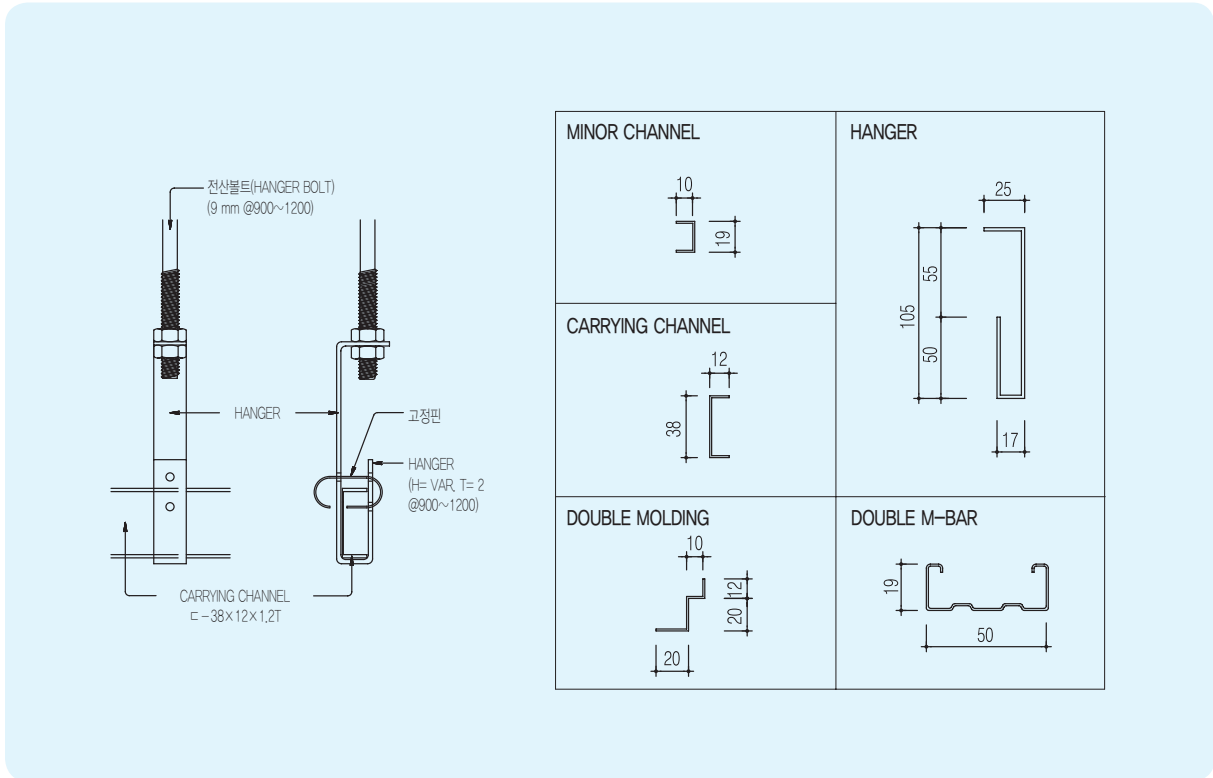 전산볼트(HANGER BOLT)
(9 mm @900~1200)
HANGER
고정핀
HANGER
(H= VAR, T= 2
@900~1200)
CARRYING CHANNEL
ㄷ-38×12×1.2T
MINOR CHANNEL
10
19
HANGER
25
55
105
50
17
CARRYING CHANNEL
12
38
DOUBLE MOLDING
10
12
20
20
DOUBLE M-BAR
19
50